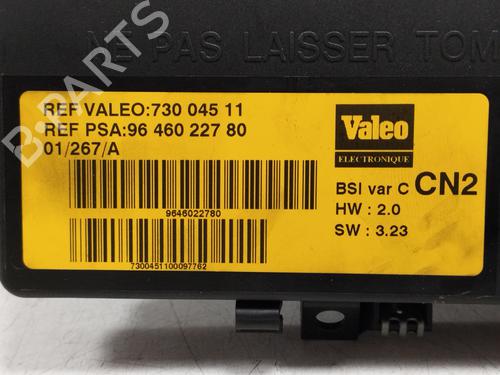 NE PAS LAISSER TOM
REF VALEO:730 045 11
REF PSA:96 460 227 80
01/267/A
Valeo
ELECTRONIQUE
BSI var C CN2
HW : 2.0
SW : 3.23
9646022780
7300451100097762
B-PARTS